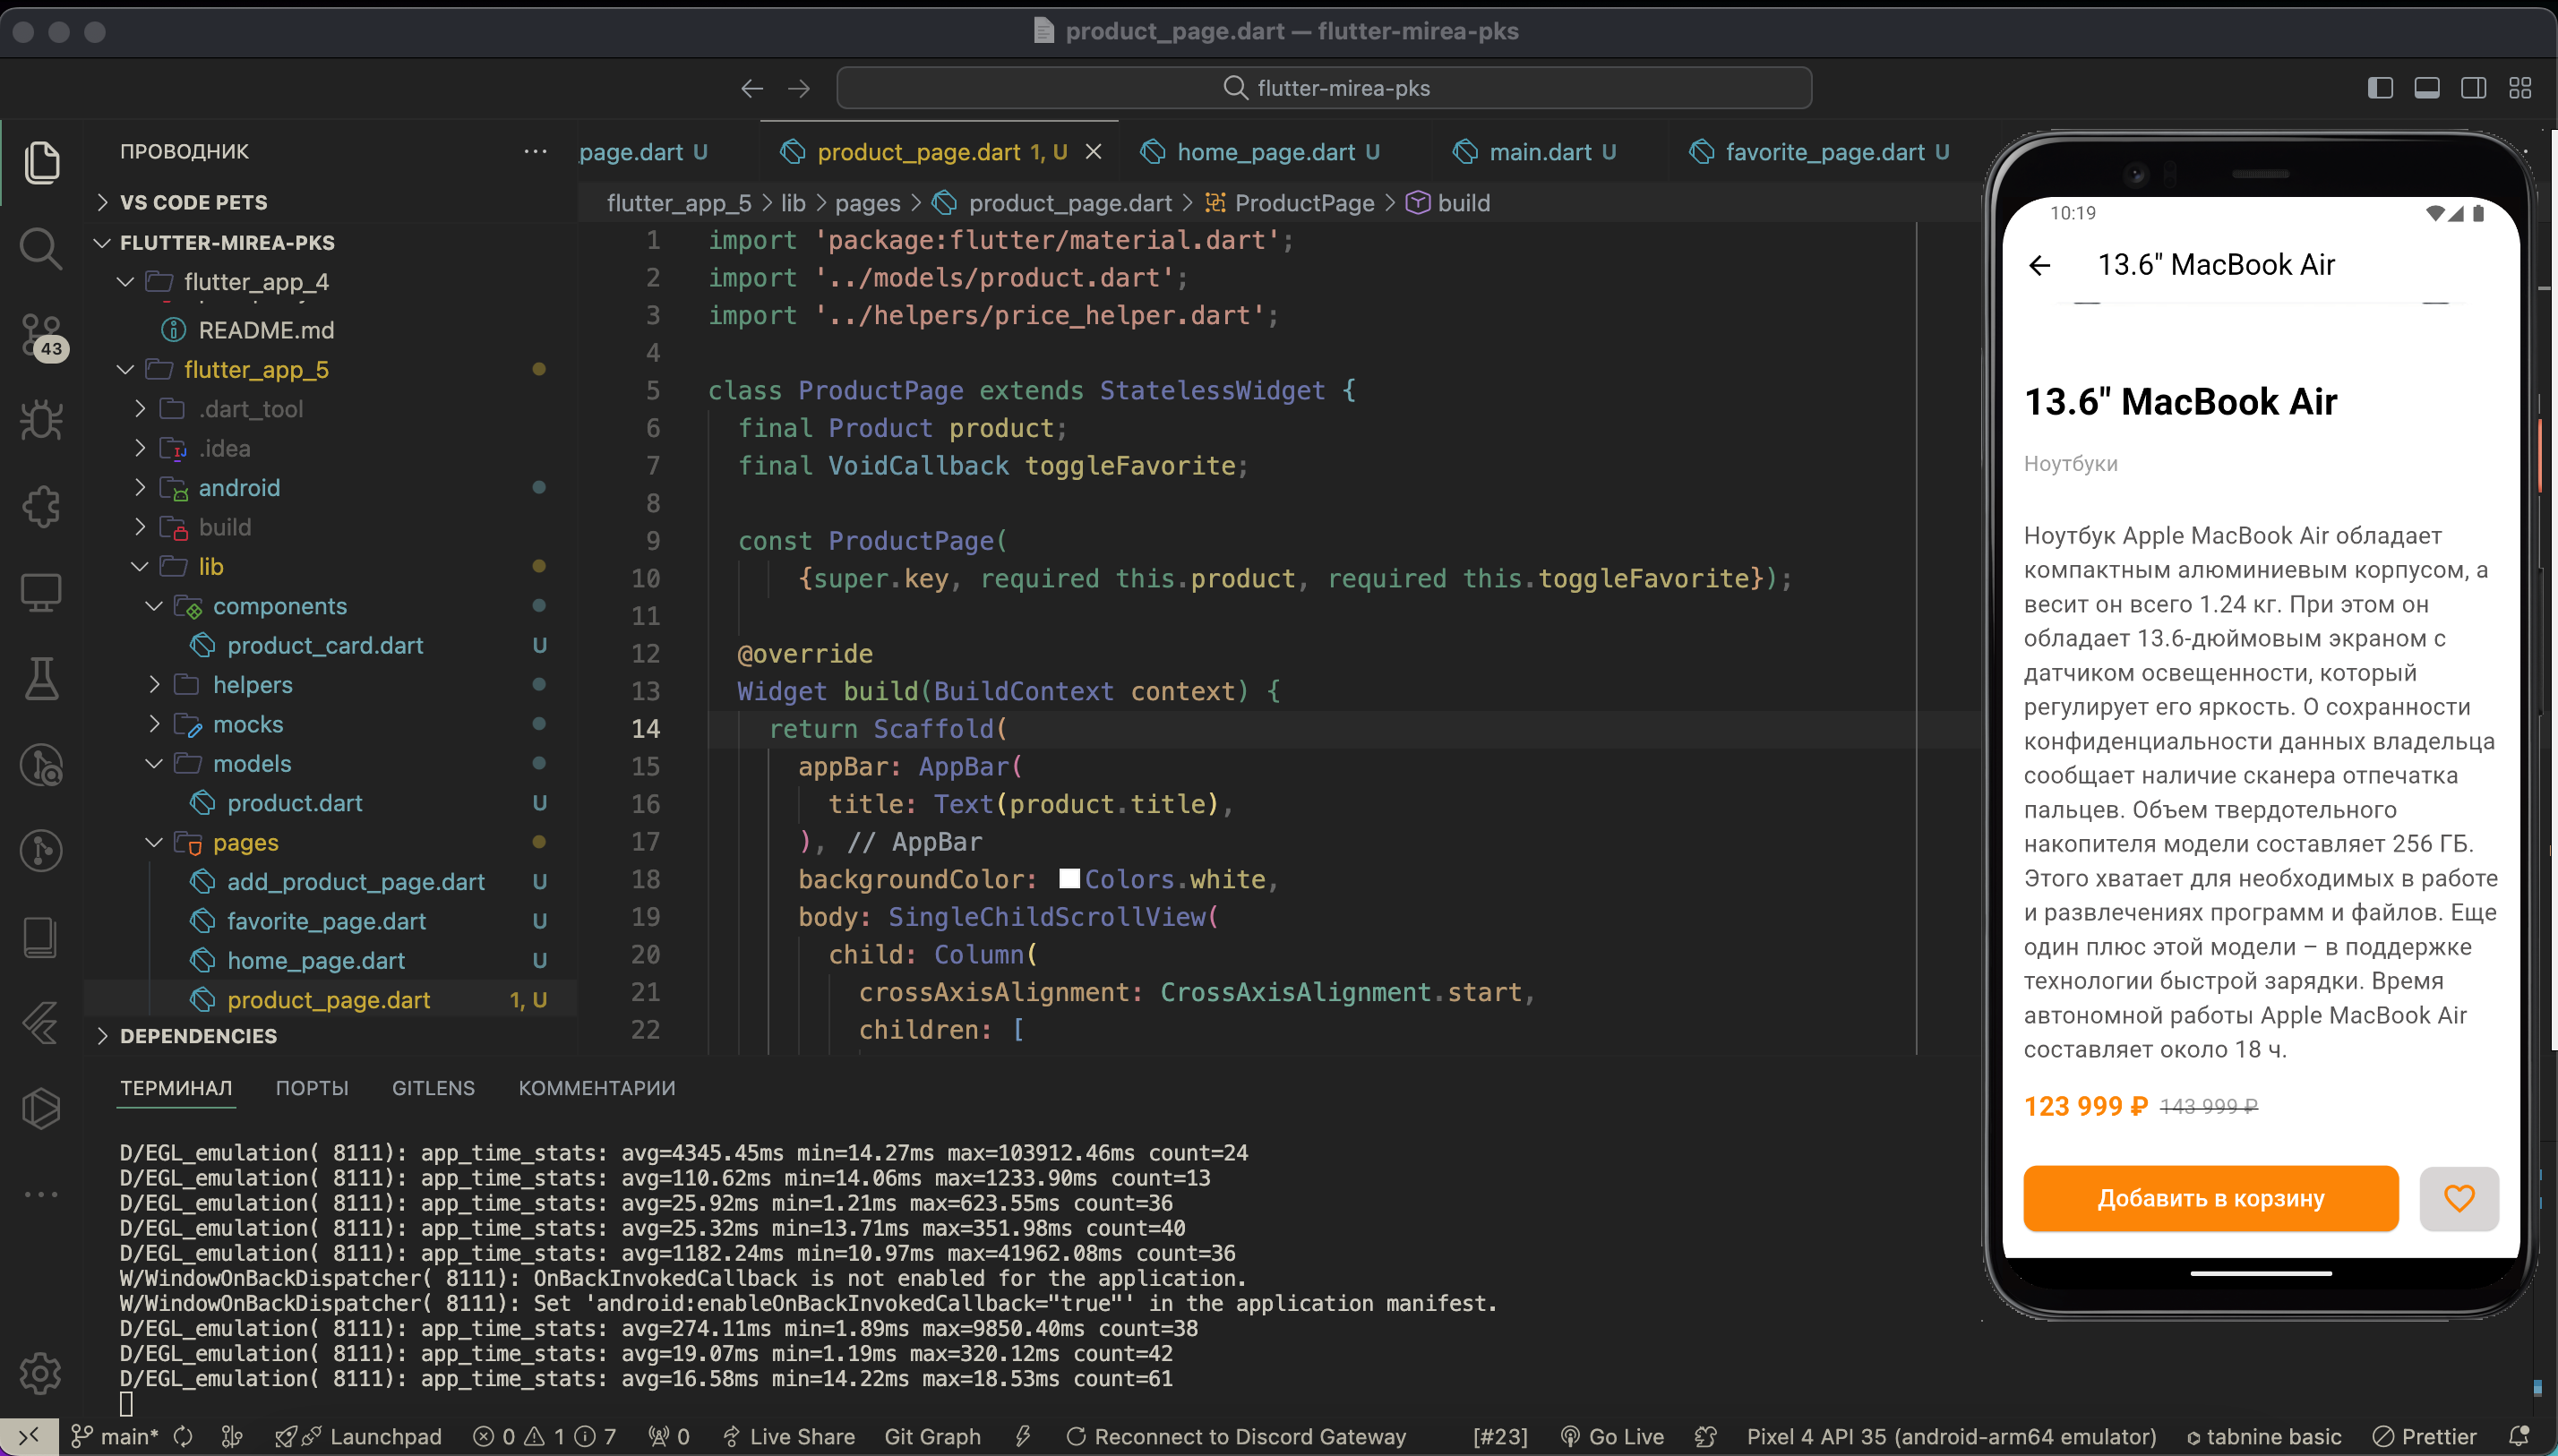 product_page.dart — flutter-mirea-pks
flutter-mirea-pks
ПРОВОДНИК
VS CODE PETS
FLUTTER-MIREA-PKS
flutter_app_4
README.md
flutter_app_5
.dart_tool
.idea
android
build
lib
components
product_card.dart U
helpers
mocks
models
product.dart U
pages
add_product_page.dart U
favorite_page.dart U
home_page.dart U
product_page.dart 1, U
DEPENDENCIES
43
page.dart U
product_page.dart 1, U
home_page.dart U
main.dart U
favorite_page.dart U
flutter_app_5 > lib > pages > product_page.dart > ProductPage > build
1 import 'package:flutter/material.dart';
2 import '../models/product.dart';
3 import '../helpers/price_helper.dart';
4
5 class ProductPage extends StatelessWidget {
6 final Product product;
7 final VoidCallback toggleFavorite;
8
9 const ProductPage(
10 {super.key, required this.product, required this.toggleFavorite});
11
12 @override
13 Widget build(BuildContext context) {
14 return Scaffold(
15 appBar: AppBar(
16 title: Text(product.title),
17 ), // AppBar
18 backgroundColor: Colors.white,
19 body: SingleChildScrollView(
20 child: Column(
21 crossAxisAlignment: CrossAxisAlignment.start,
22 children: [
ТЕРМИНАЛ ПОРТЫ GITLENS КОММЕНТАРИИ
D/EGL_emulation( 8111): app_time_stats: avg=4345.45ms min=14.27ms max=103912.46ms count=24
D/EGL_emulation( 8111): app_time_stats: avg=110.62ms min=14.06ms max=1233.90ms count=13
D/EGL_emulation( 8111): app_time_stats: avg=25.92ms min=1.21ms max=623.55ms count=36
D/EGL_emulation( 8111): app_time_stats: avg=25.32ms min=13.71ms max=351.98ms count=40
D/EGL_emulation( 8111): app_time_stats: avg=1182.24ms min=10.97ms max=41962.08ms count=36
W/WindowOnBackDispatcher( 8111): OnBackInvokedCallback is not enabled for the application.
W/WindowOnBackDispatcher( 8111): Set 'android:enableOnBackInvokedCallback="true"' in the application manifest.
D/EGL_emulation( 8111): app_time_stats: avg=274.11ms min=1.89ms max=9850.40ms count=38
D/EGL_emulation( 8111): app_time_stats: avg=19.07ms min=1.19ms max=320.12ms count=42
D/EGL_emulation( 8111): app_time_stats: avg=16.58ms min=14.22ms max=18.53ms count=61
10:19
13.6" MacBook Air
13.6" MacBook Air
Ноутбуки
Ноутбук Apple MacBook Air обладает
компактным алюминиевым корпусом, а
весит он всего 1.24 кг. При этом он
обладает 13.6-дюймовым экраном с
датчиком освещенности, который
регулирует его яркость. О сохранности
конфиденциальности данных владельца
сообщает наличие сканера отпечатка
пальцев. Объем твердотельного
накопителя модели составляет 256 ГБ.
Этого хватает для необходимых в работе
и развлечениях программ и файлов. Еще
один плюс этой модели – в поддержке
технологии быстрой зарядки. Время
автономной работы Apple MacBook Air
составляет около 18 ч.
123 999 ₽ 143 999 ₽
Добавить в корзину
main* Launchpad 0 1 7 0 Live Share Git Graph Reconnect to Discord Gateway [#23] Go Live Pixel 4 API 35 (android-arm64 emulator) tabnine basic Prettier